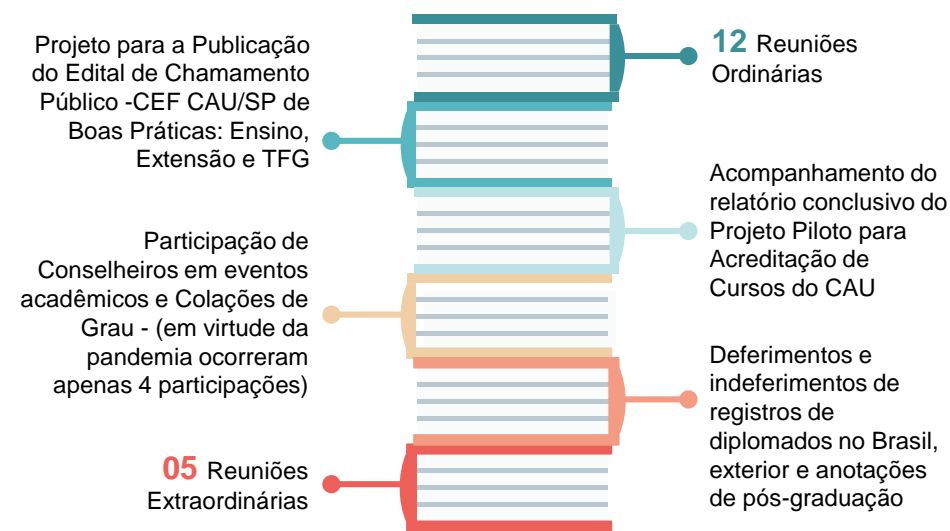 Projeto para a Publicação
do Edital de Chamamento
Público -CEF CAU/SP de
Boas Práticas: Ensino,
Extensão e TFG
12 Reuniões
Ordinárias
Acompanhamento do
relatório conclusivo do
Projeto Piloto para
Acreditação de
Cursos do CAU
Participação de
Conselheiros em eventos
acadêmicos e Colações de
Grau - (em virtude da
pandemia ocorreram
apenas 4 participações)
Deferimentos e
indeferimentos de
registros de
diplomados no Brasil,
exterior e anotações
de pós-graduação
05 Reuniões
Extraordinárias